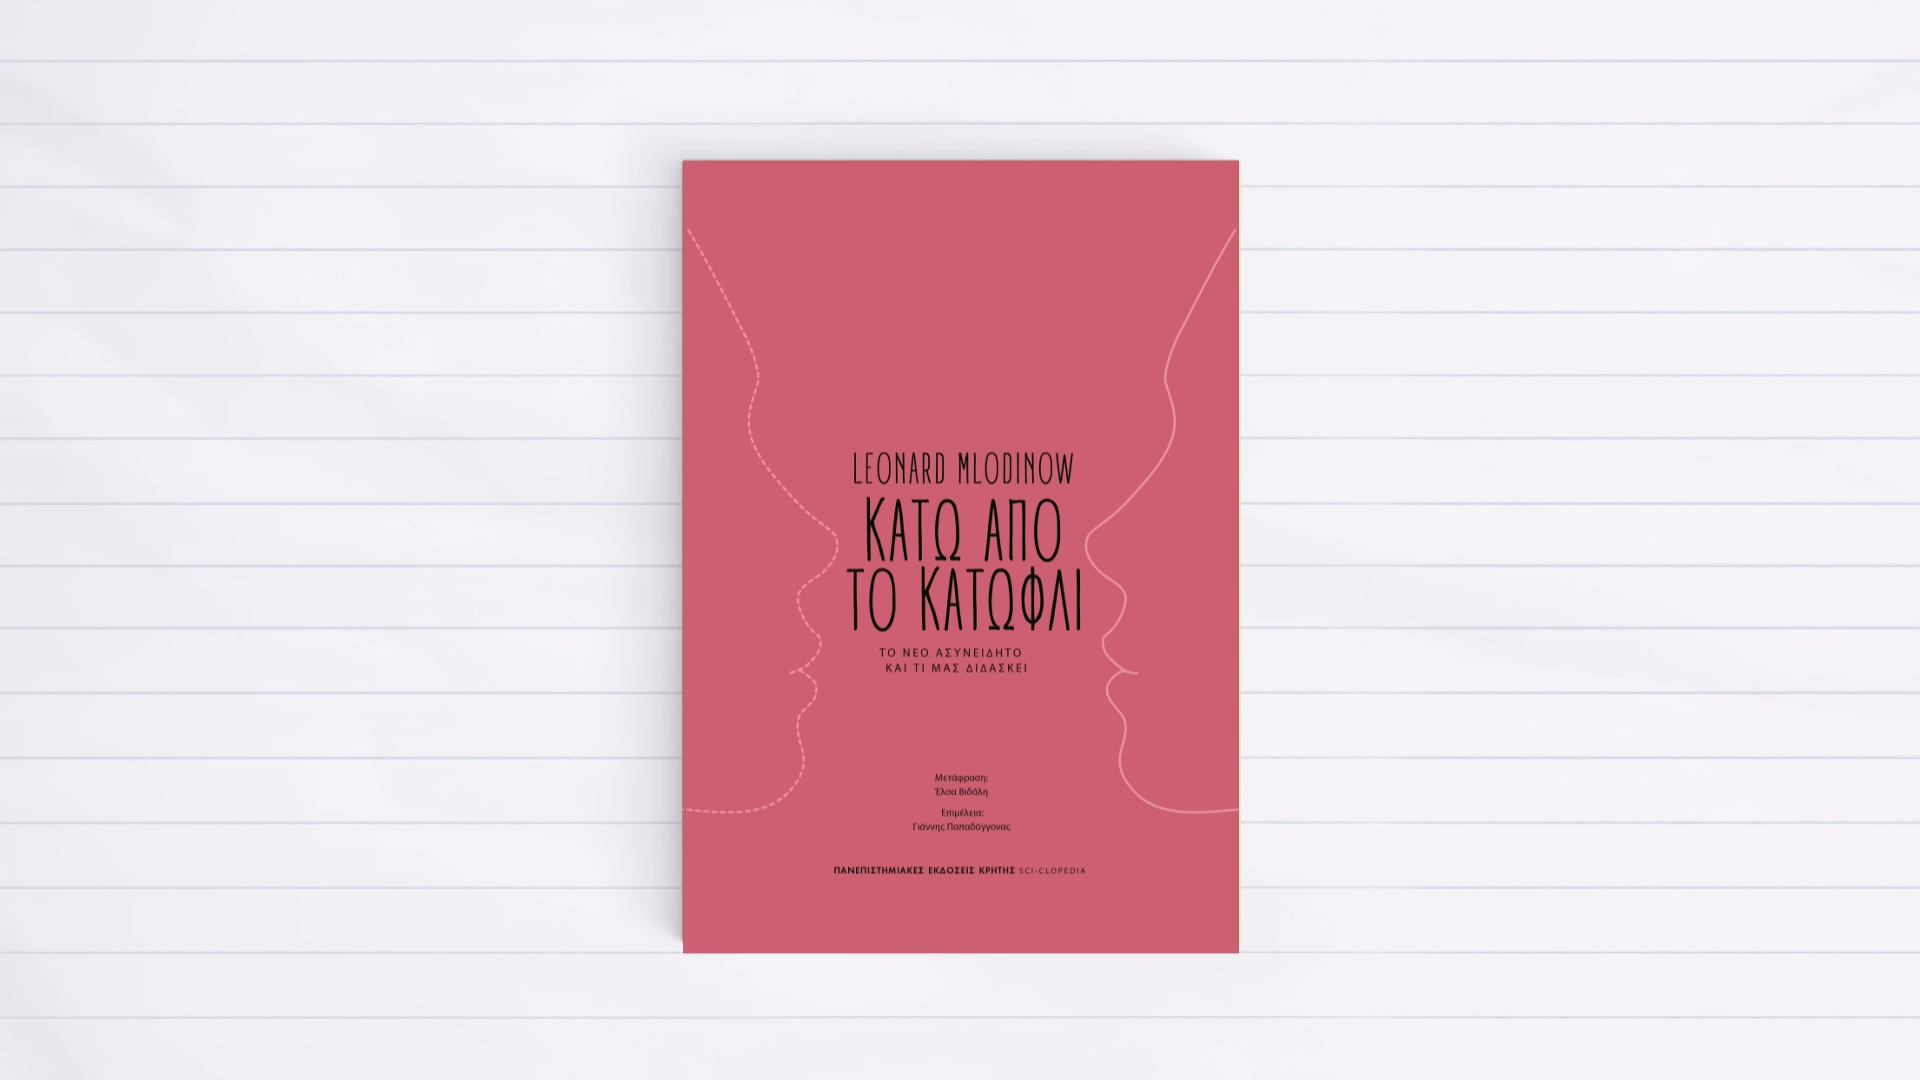 LEONARD MLODINOW
ΚΑΤΩ ΑΠΟ
ΤΟ ΚΑΤΩΦΛΙ
ΤΟ ΝΕΟ ΑΣΥΝΕΙΔΗΤΟ
ΚΑΙ ΤΙ ΜΑΣ ΔΙΔΑΣΚΕΙ
Μετάφραση:
Έλσα Βιδάλη
Επιμέλεια:
Γιάννης Παπαδόγγονας
ΠΑΝΕΠΙΣΤΗΜΙΑΚΕΣ ΕΚΔΟΣΕΙΣ ΚΡΗΤΗΣ SCI-CLOPEDIA